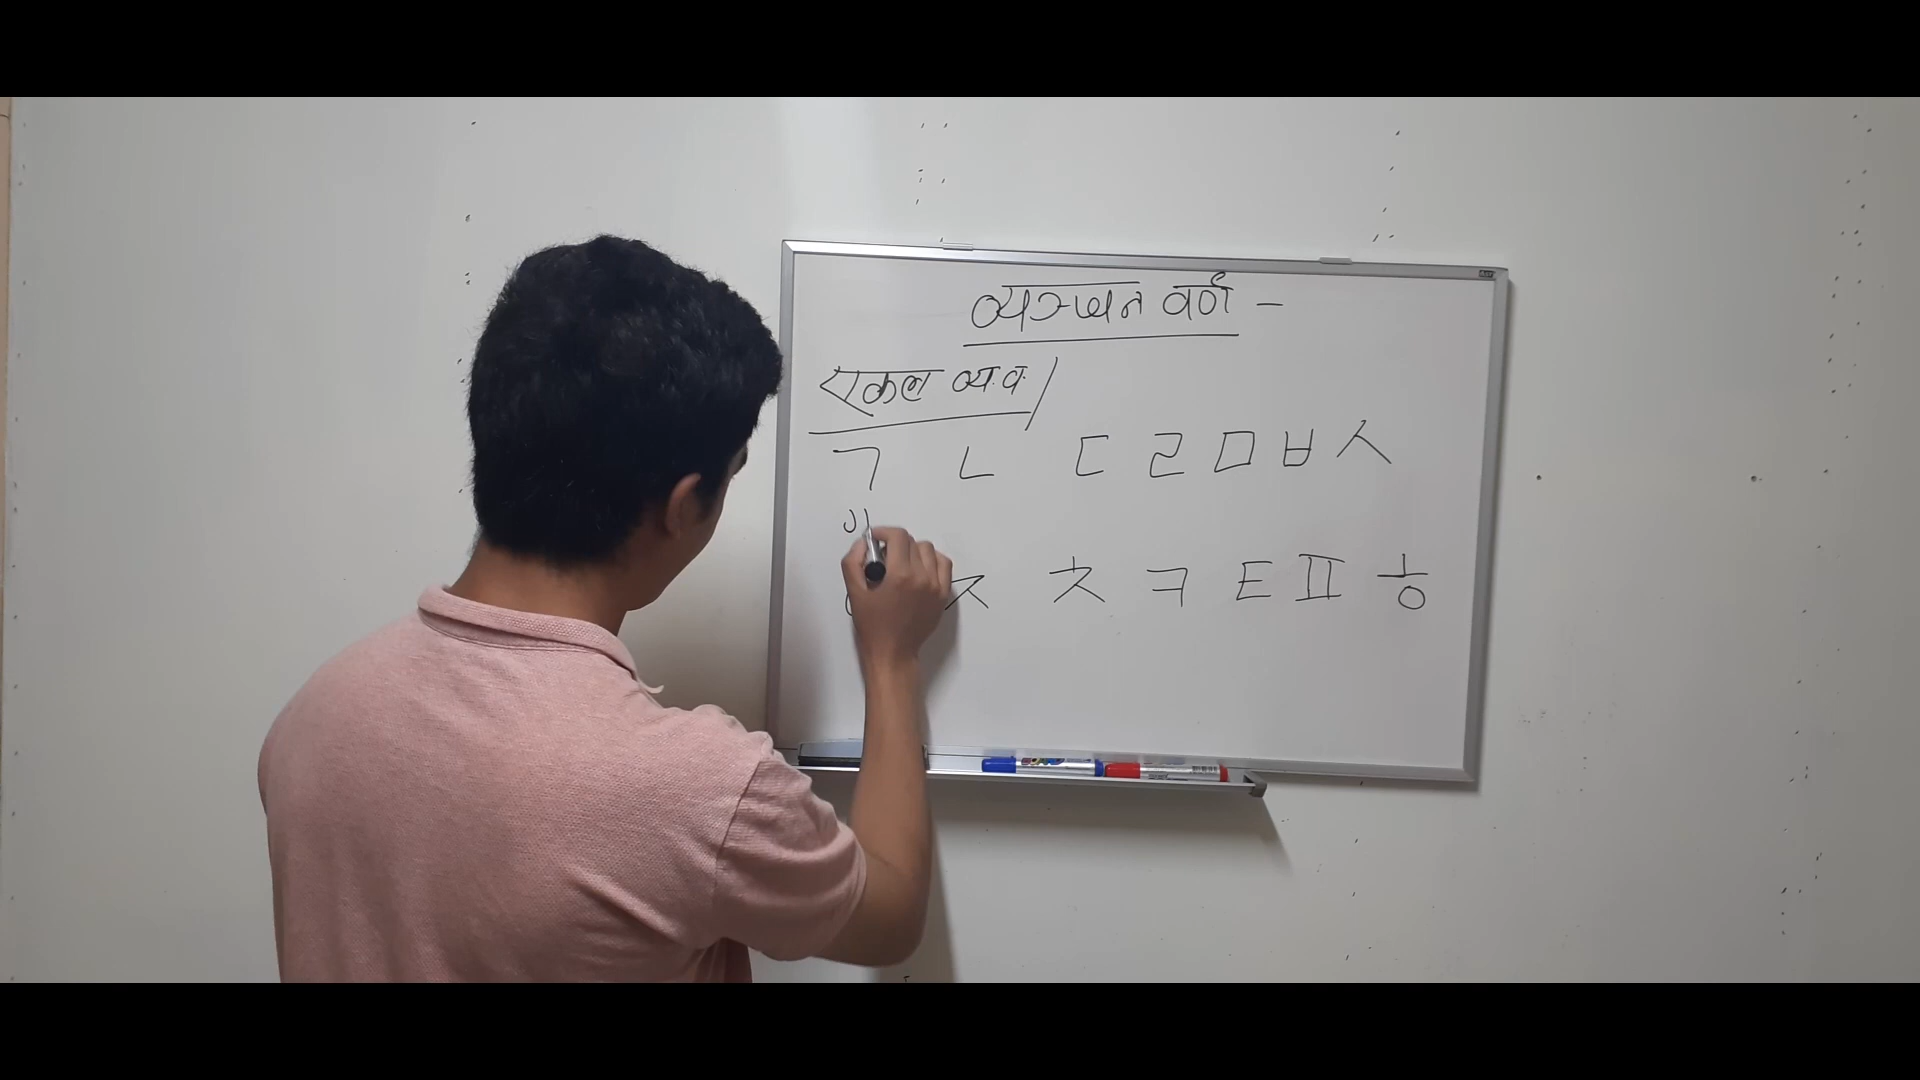 व्यञ्जन वर्ण –
एकल व्य.व.
ㄱ ㄴ ㄷ ㄹ ㅁ ㅂ ㅅ
ㅈ ㅊ ㅋ ㅌ ㅍ ㅎ